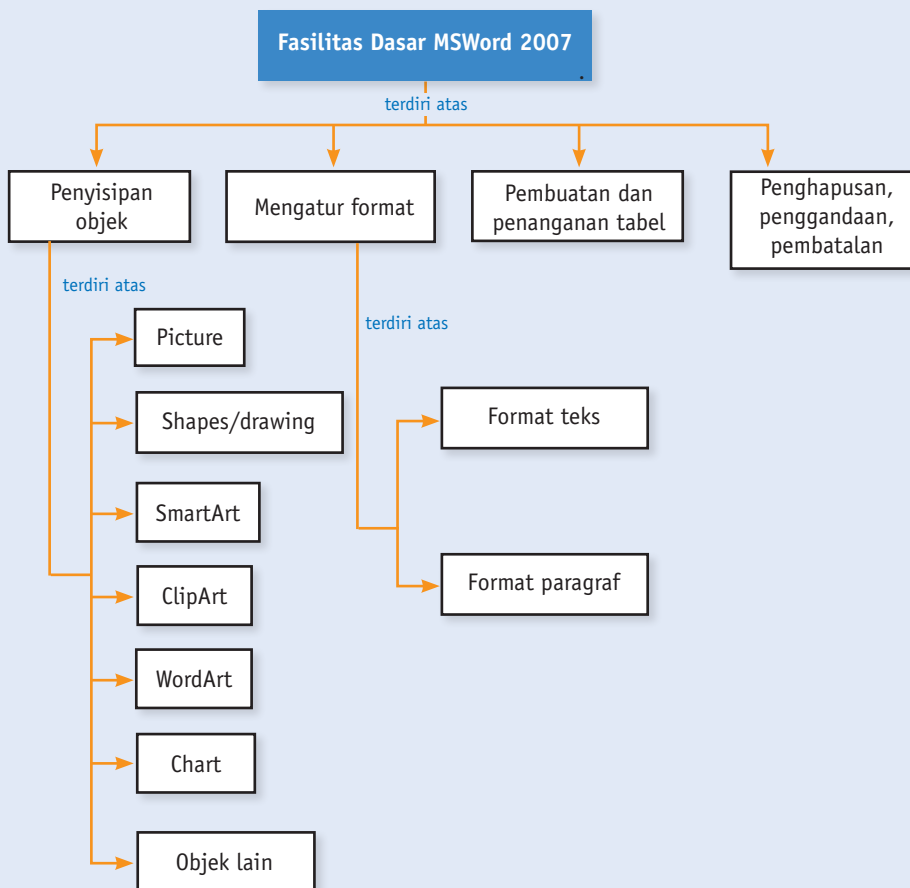 Fasilitas Dasar MSWord 2007
terdiri atas
Penyisipan
objek
Mengatur format
Pembuatan dan
penanganan tabel
Penghapusan,
penggandaan,
pembatalan
terdiri atas
Picture
Shapes/drawing
SmartArt
ClipArt
WordArt
Chart
Objek lain
terdiri atas
Format teks
Format paragraf